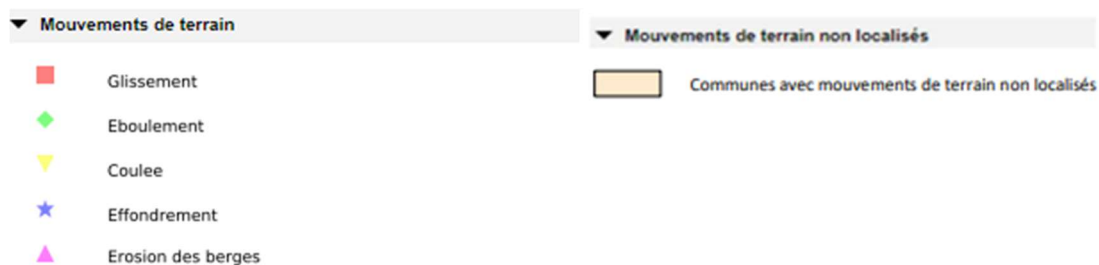 Mouvements de terrain
Glissement
Eboulement
Coulee
Effondrement
Erosion des berges
Mouvements de terrain non localisés
Communes avec mouvements de terrain non localisés